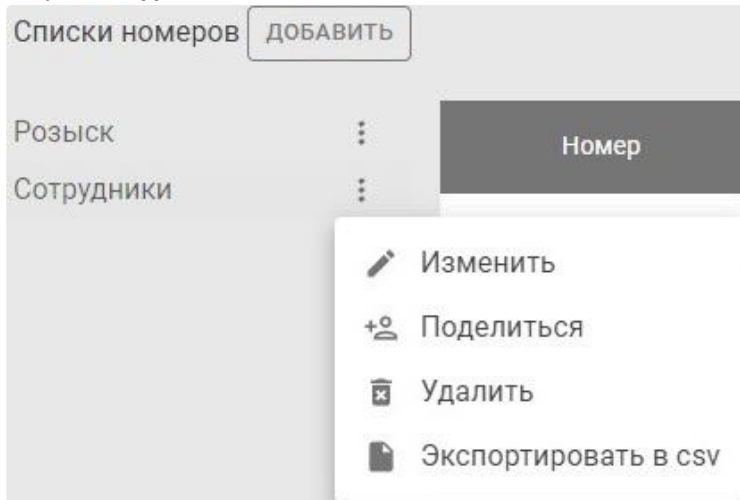 Списки номеров ДОБАВИТЬ
Розыск
Номер
Сотрудники
Изменить
Поделиться
Удалить
Экспортировать в csv